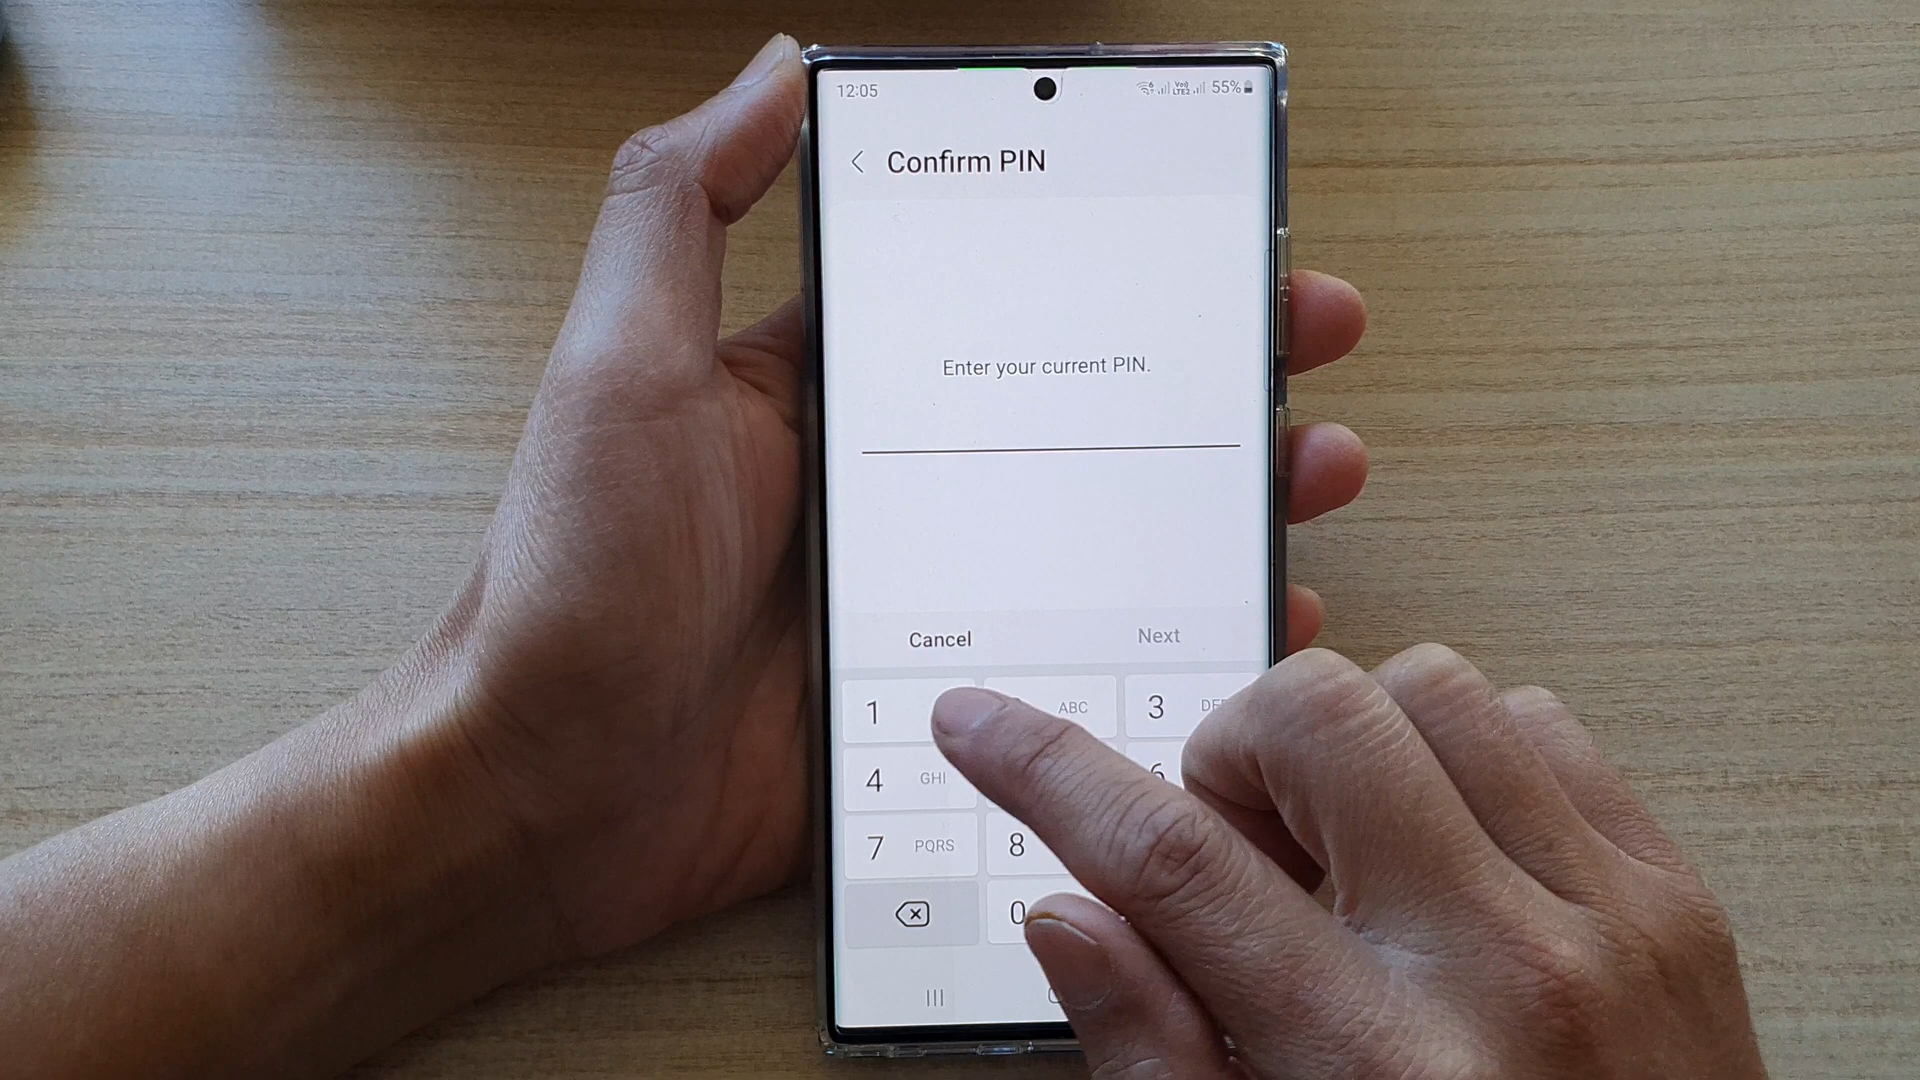 12:05 55%
Confirm PIN
Enter your current PIN.
Cancel Next
1 ABC 3
4 GHI 6
7 PQRS 8
0